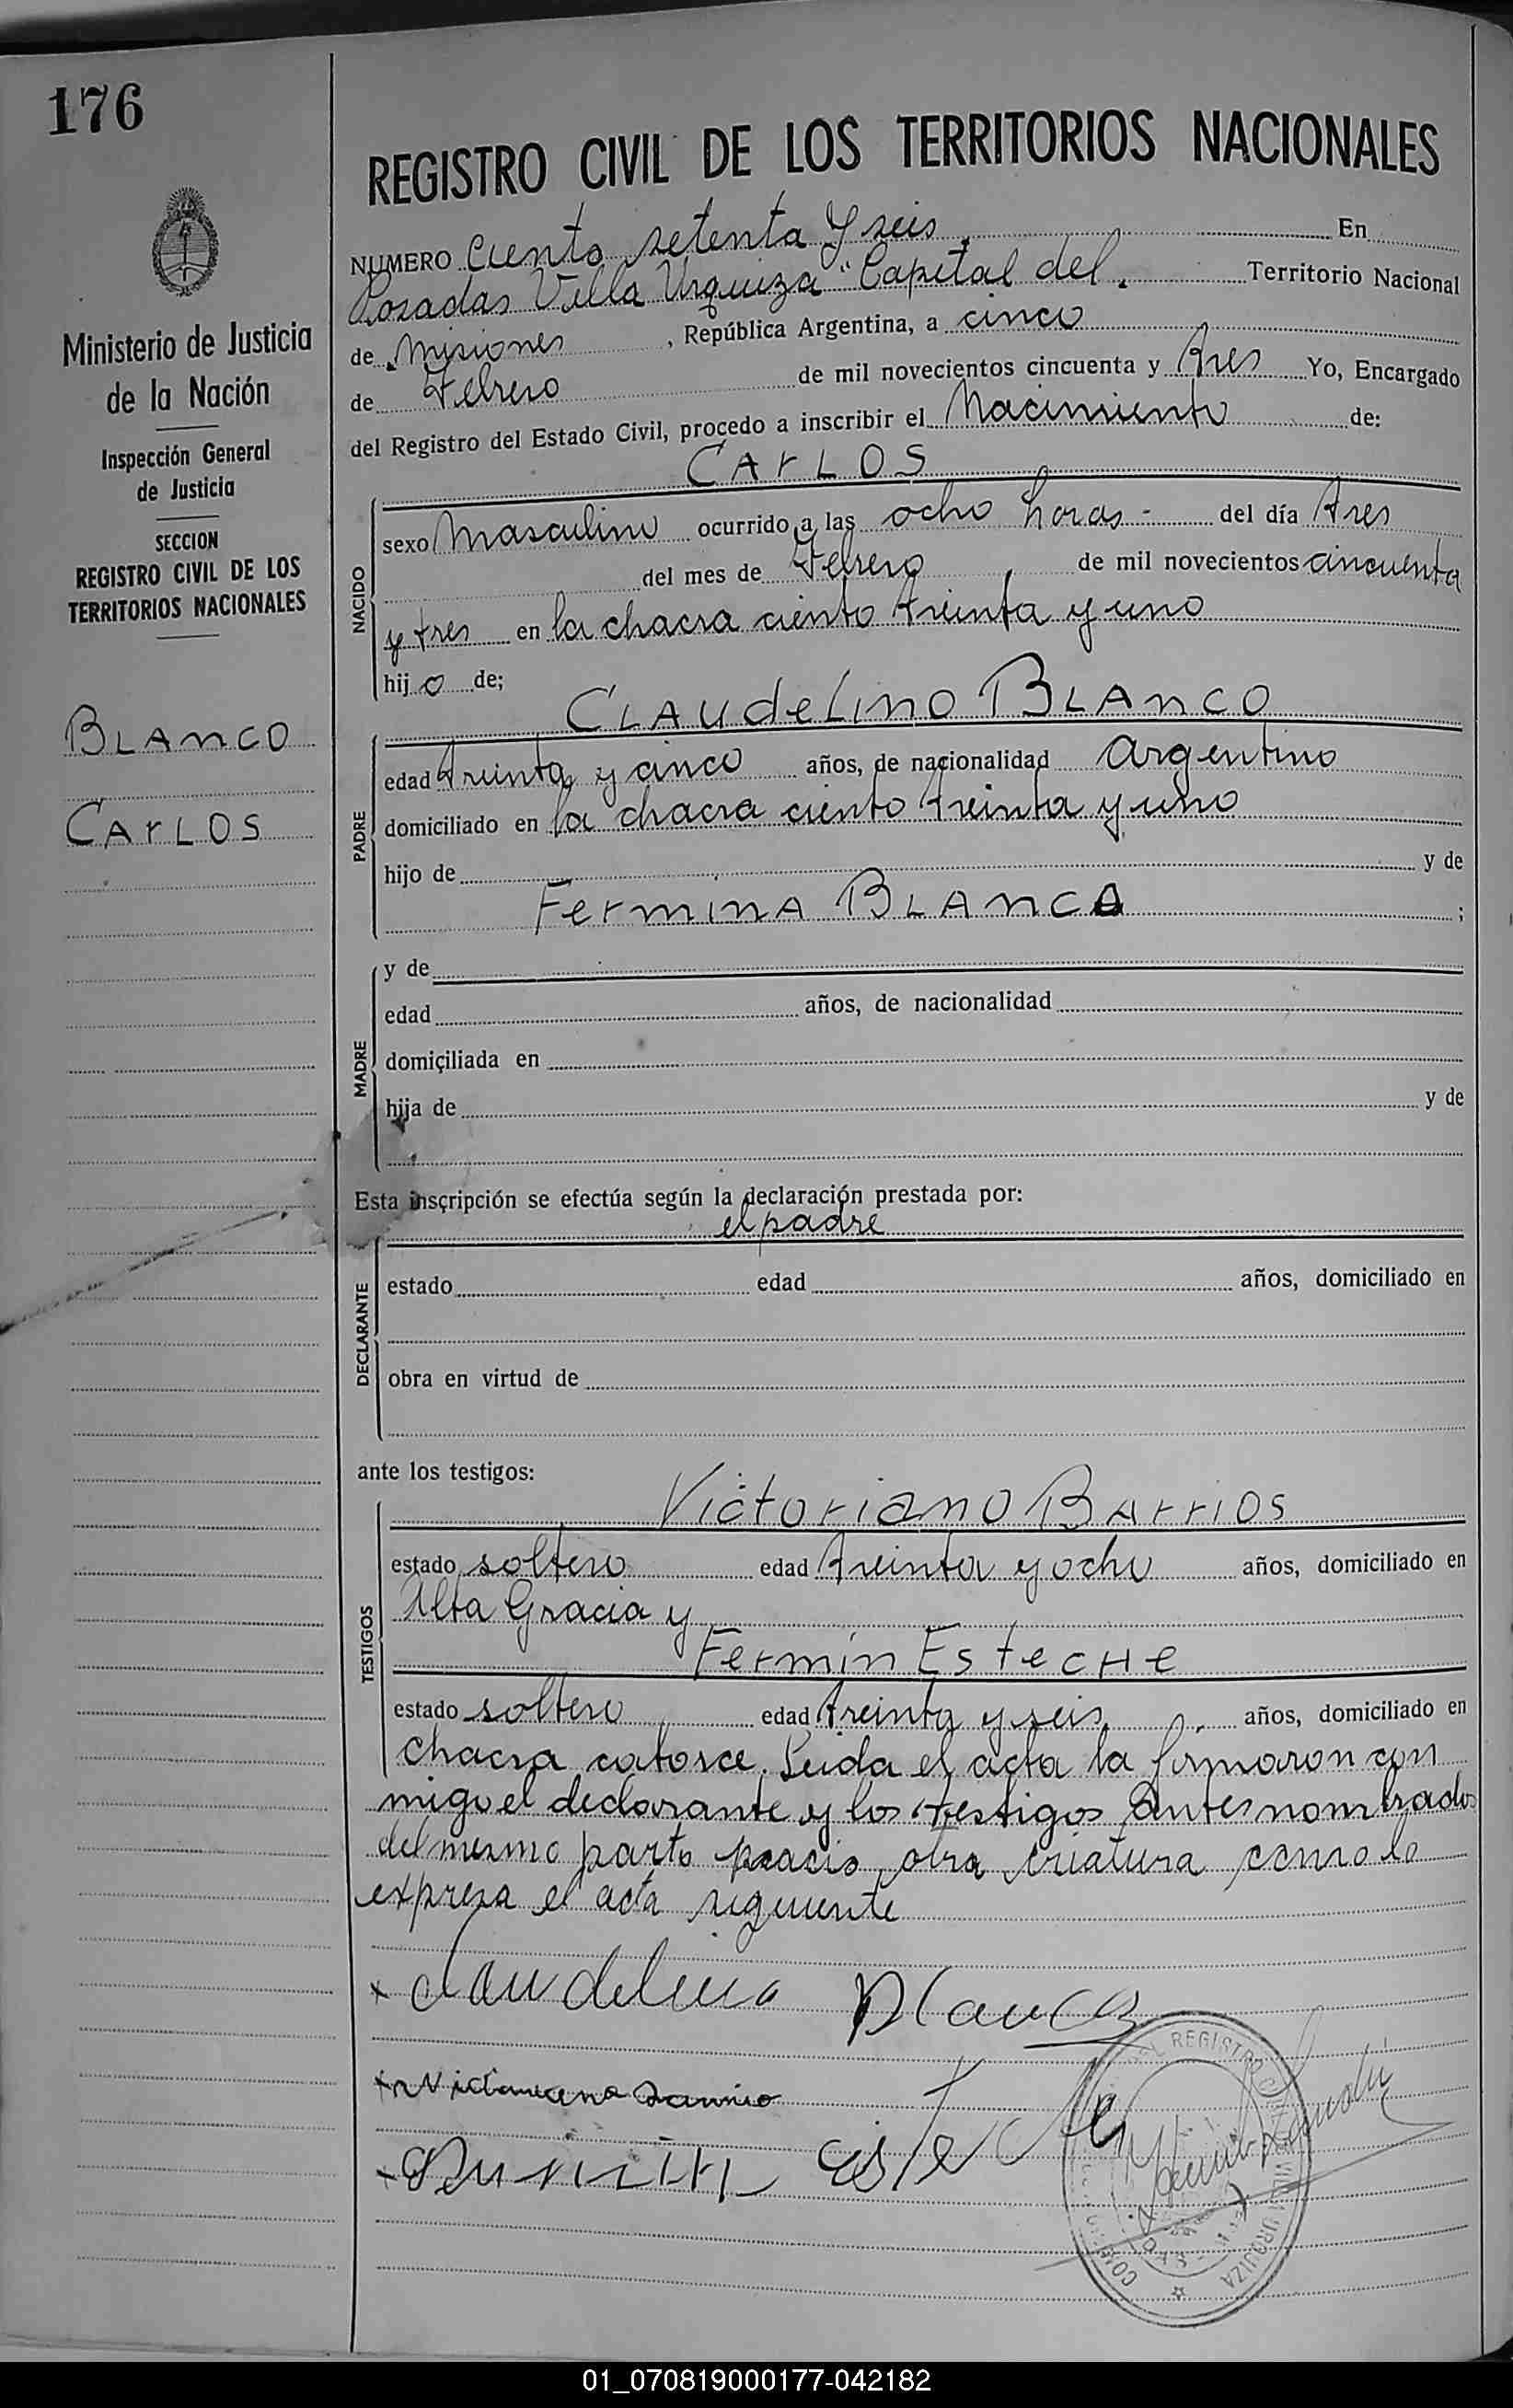 176
REGISTRO CIVIL DE LOS TERRITORIOS NACIONALES
Ministerio de Justicia
de la Nación
Inspección General
de Justicia
SECCION
REGISTRO CIVIL DE LOS
TERRITORIOS NACIONALES
BLANCO
CARLOS
NUMERO Ciento setenta y seis En
Posadas Villa Urquiza "Capital del Territorio Nacional
de Misiones, República Argentina, a cinco
de Febrero de mil novecientos cincuenta y tres Yo, Encargado
del Registro del Estado Civil, procedo a inscribir el Nacimiento de:
CARLOS
NACIDO
sexo Masculino ocurrido a las ocho horas - del día tres
del mes de Febrero de mil novecientos cincuenta
y tres en la chacra ciento treinta y uno
hijo de;
CLAUdeLino BLANCO
PADRE
edad treinta y cinco años, de nacionalidad Argentino
domiciliado en la chacra ciento treinta y uno
hijo de y de
Fermina BLANCO ;
MADRE
y de
edad años, de nacionalidad
domiciliada en
hija de y de
Esta inscripción se efectúa según la declaración prestada por:
el padre
DECLARANTE
estado edad años, domiciliado en
obra en virtud de
ante los testigos:
Victoriano BArrios
TESTIGOS
estado soltero edad treinta y ocho años, domiciliado en
Alta Gracia y
Fermin EstecHe
estado soltero edad treinta y seis años, domiciliado en
chacra catorce. Leida el acta la firmaron con
migo el declarante y los testigos antes nombrados
del mismo parto nacio otra criatura como lo
expresa el acta siguiente
Claudelino Blanco
REGISTRO
URQUIZA
01_070819000177-042182